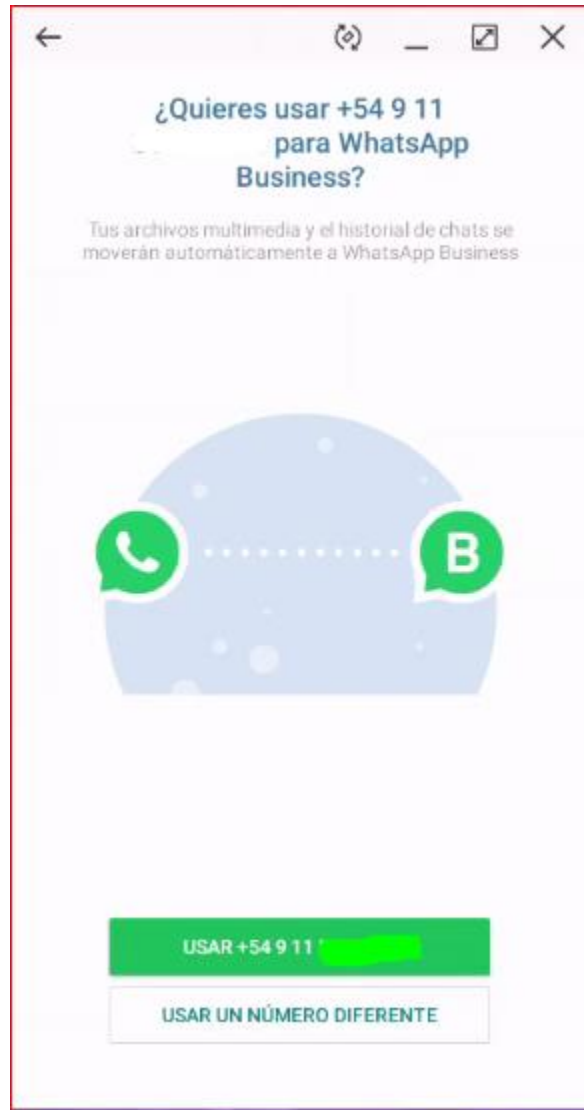 ¿Quieres usar +54 9 11
para WhatsApp
Business?
Tus archivos multimedia y el historial de chats se
moverán automáticamente a WhatsApp Business
B
USAR +54 9 11
USAR UN NÚMERO DIFERENTE